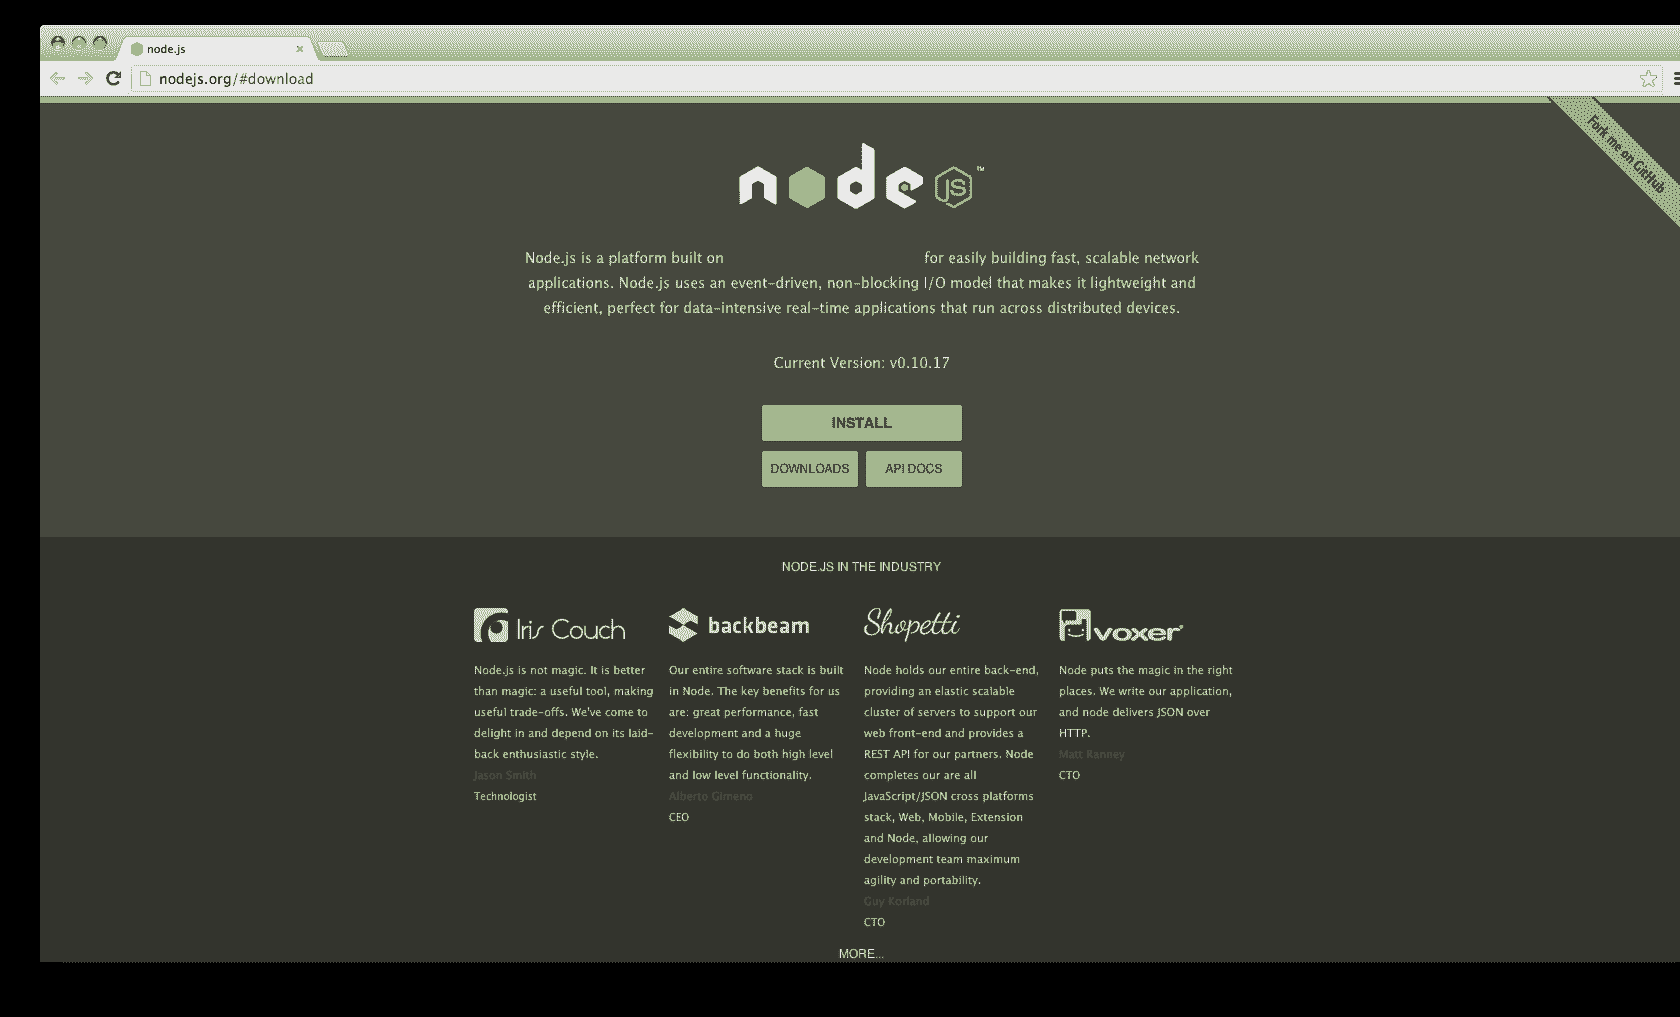 node.js
nodejs.org/#download
Fork me on GitHub
node JS ™
Node.js is a platform built on for easily building fast, scalable network
applications. Node.js uses an event-driven, non-blocking I/O model that makes it lightweight and
efficient, perfect for data-intensive real-time applications that run across distributed devices.
Current Version: v0.10.17
INSTALL
DOWNLOADS API DOCS
NODE.JS IN THE INDUSTRY
Iris Couch
Node.js is not magic. It is better
than magic: a useful tool, making
useful trade-offs. We've come to
delight in and depend on its laid-
back enthusiastic style.
Jason Smith
Technologist
backbeam
Our entire software stack is built
in Node. The key benefits for us
are: great performance, fast
development and a huge
flexibility to do both high level
and low level functionality.
Alberto Gimeno
CEO
Shopetti
Node holds our entire back-end,
providing an elastic scalable
cluster of servers to support our
web front-end and provides a
REST API for our partners. Node
completes our are all
JavaScript/JSON cross platforms
stack, Web, Mobile, Extension
and Node, allowing our
development team maximum
agility and portability.
Guy Korland
CTO
voxer
Node puts the magic in the right
places. We write our application,
and node delivers JSON over
HTTP.
Matt Ranney
CTO
MORE...